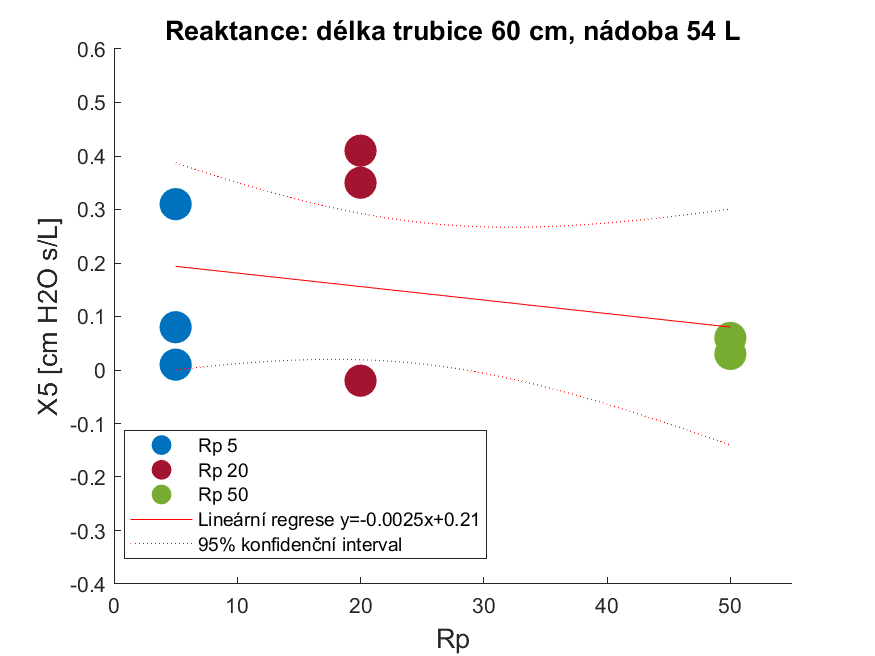 Reaktance: délka trubice 60 cm, nádoba 54 L
0.6
0.5
0.4
0.3
0.2
0.1
0
-0.1
-0.2
-0.3
-0.4
X5 [cm H2O s/L]
Rp 5
Rp 20
Rp 50
Lineární regrese y=-0.0025x+0.21
95% konfidenční interval
0 10 20 30 40 50
Rp